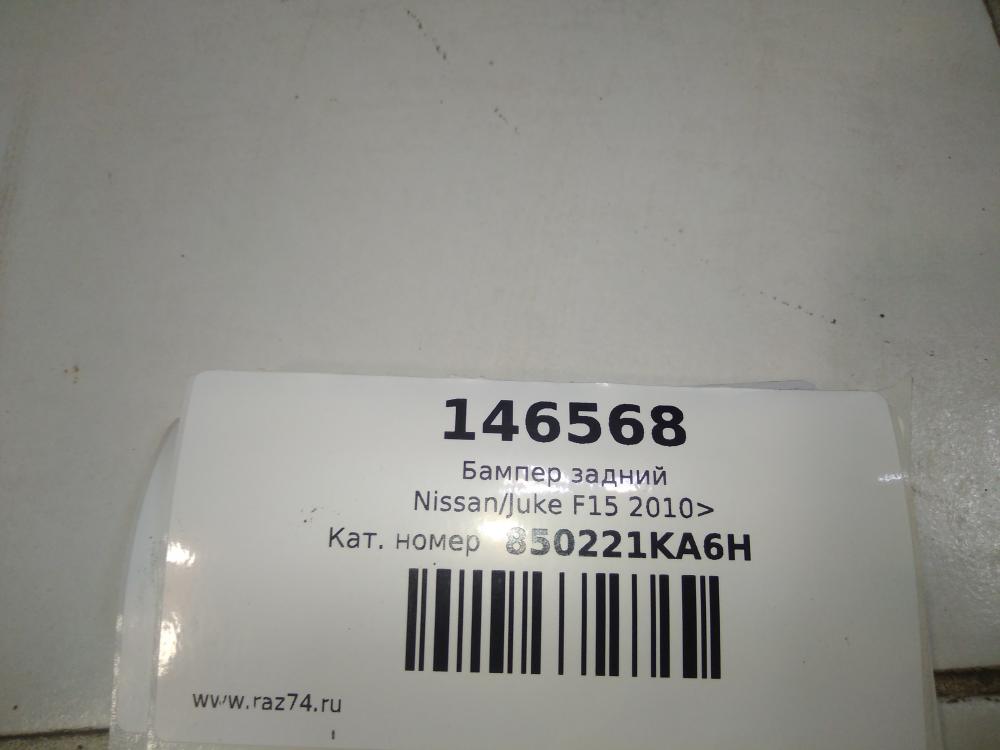 146568
Бампер задний
Nissan/Juke F15 2010>
Кат. номер 850221KA6H
www.raz74.ru